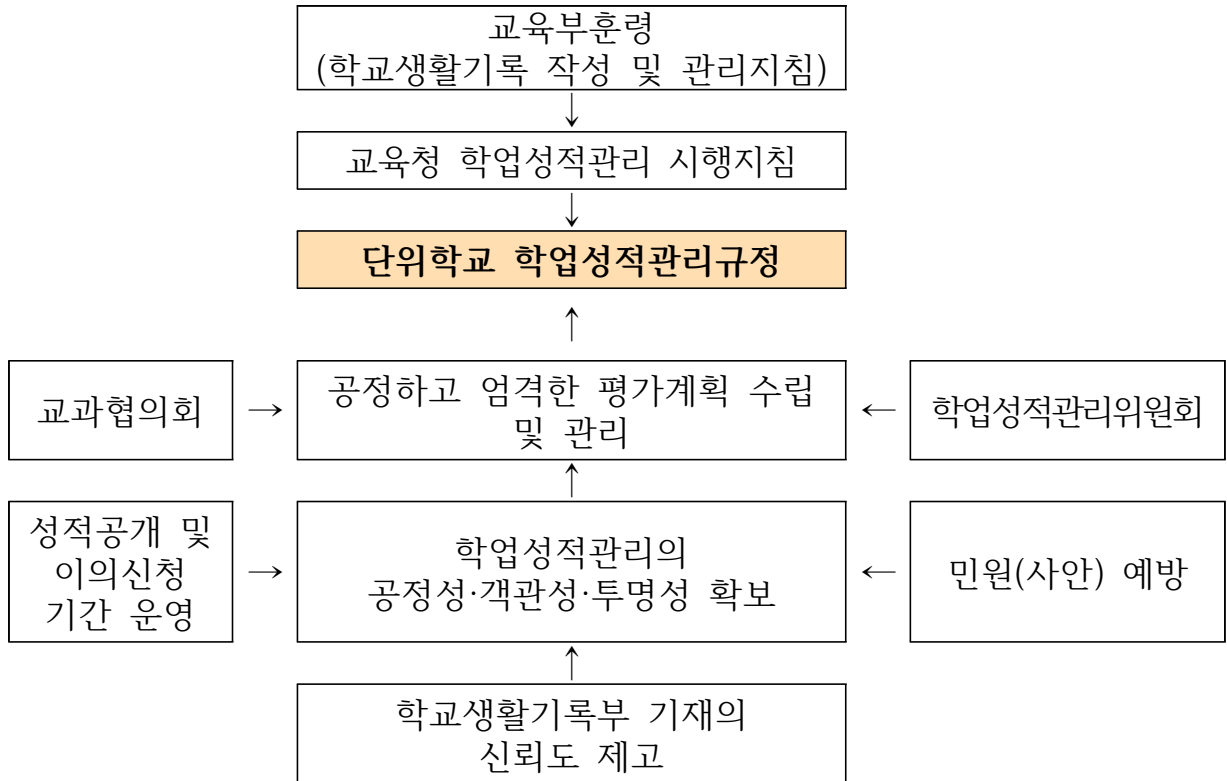 교육부훈령
(학교생활기록 작성 및 관리지침)
↓
교육청 학업성적관리 시행지침
↓
단위학교 학업성적관리규정
↑
교과협의회
→
공정하고 엄격한 평가계획 수립
및 관리
←
학업성적관리위원회
↑
성적공개 및
이의신청
기간 운영
→
학업성적관리의
공정성·객관성·투명성 확보
←
민원(사안) 예방
↑
학교생활기록부 기재의
신뢰도 제고